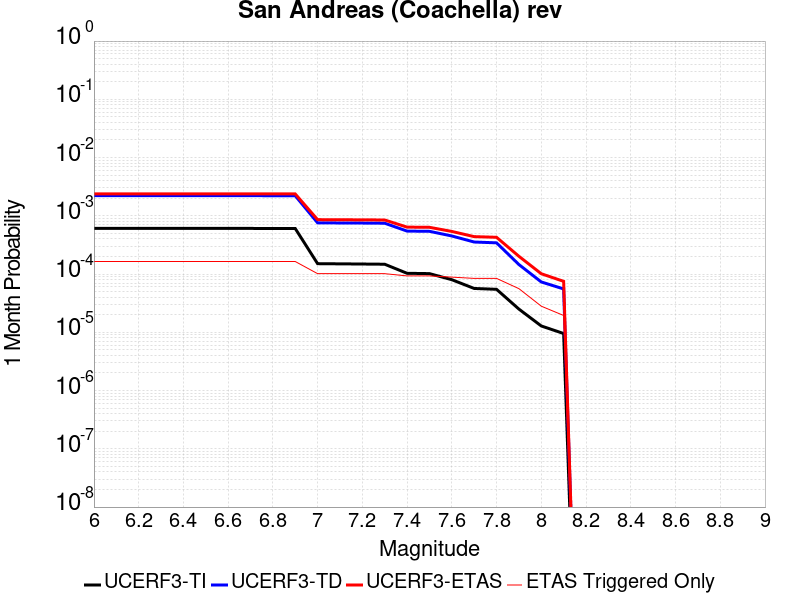 San Andreas (Coachella) rev
10^0
10^-1
10^-2
10^-3
10^-4
10^-5
10^-6
10^-7
10^-8
1 Month Probability
6 6.2 6.4 6.6 6.8 7 7.2 7.4 7.6 7.8 8 8.2 8.4 8.6 8.8 9
Magnitude
UCERF3-TI UCERF3-TD UCERF3-ETAS ETAS Triggered Only